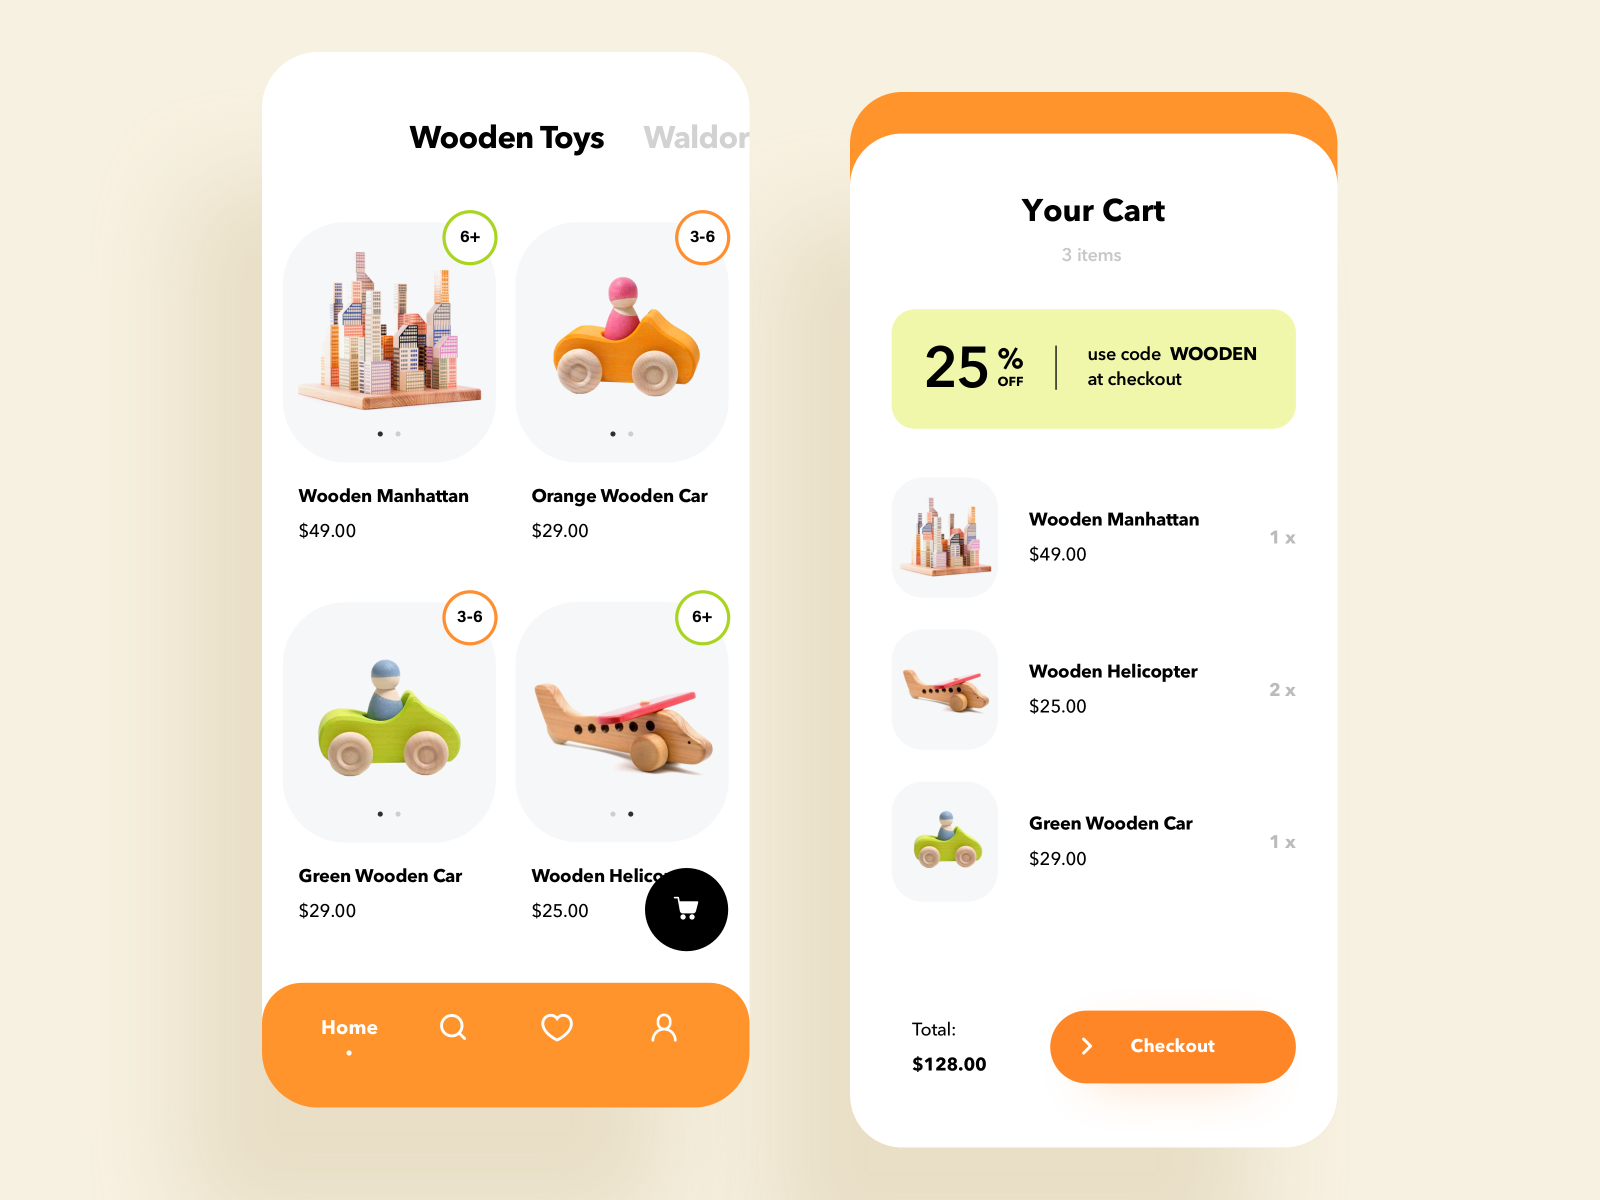 Wooden Toys
Waldor
6+
3-6
Wooden Manhattan
$49.00
Orange Wooden Car
$29.00
3-6
6+
Green Wooden Car
$29.00
Wooden Helico
$25.00
Home
Your Cart
3 items
25 % OFF
use code WOODEN
at checkout
Wooden Manhattan
$49.00
1 x
Wooden Helicopter
$25.00
2 x
Green Wooden Car
$29.00
1 x
Total:
$128.00
Checkout